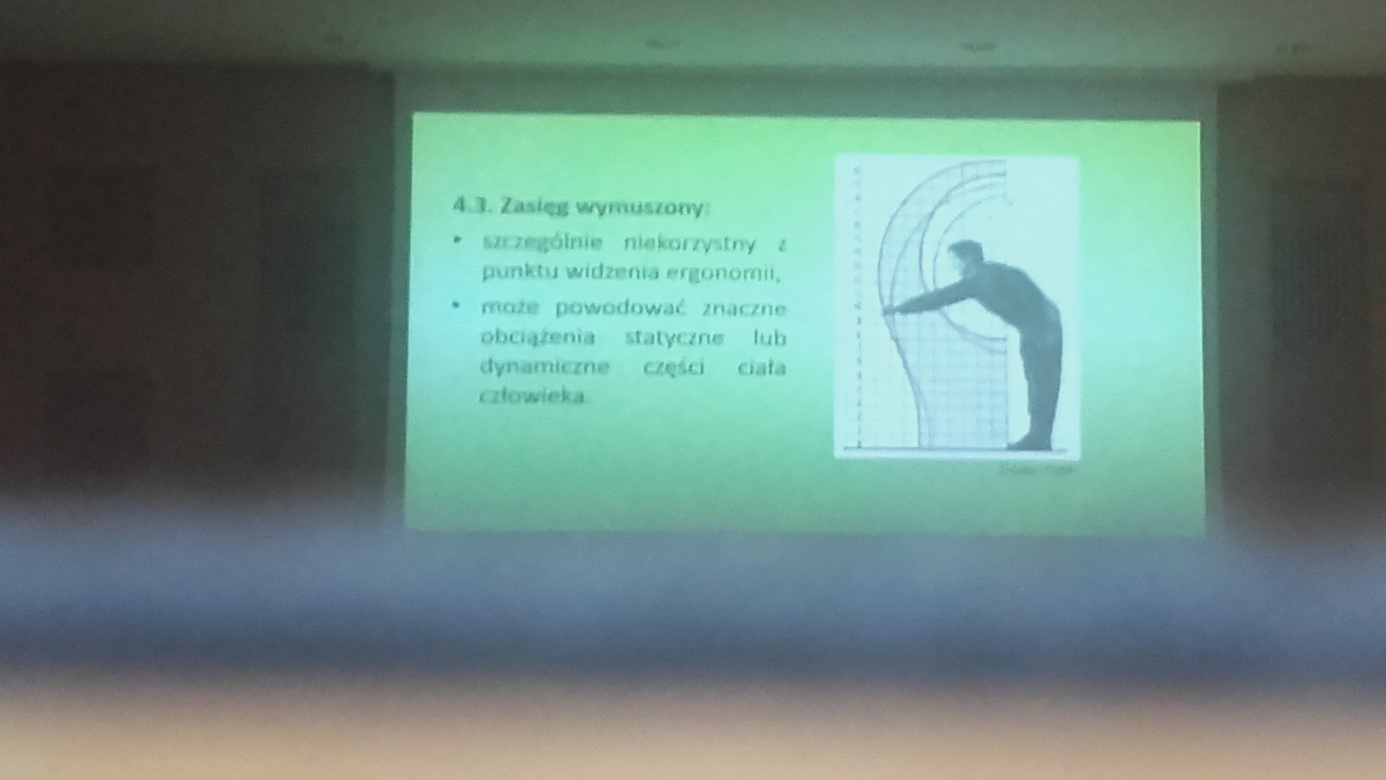 4.3. Zasięg wymuszony:
• szczególnie niekorzystny z
punktu widzenia ergonomii,
• może powodować znaczne
obciążenia statyczne lub
dynamiczne części ciała
człowieka.